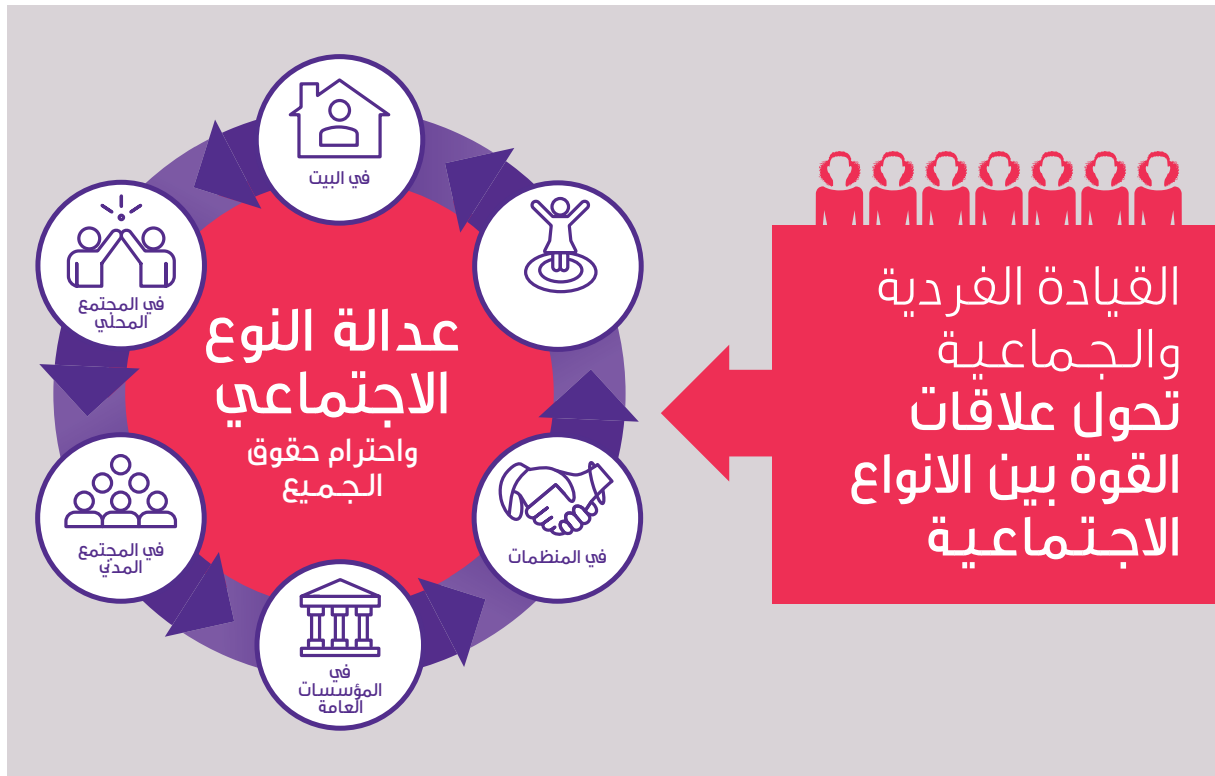 القيادة الفردية
والجماعية
تحول علاقات
القوة بين الانواع
الاجتماعية
عدالة النوع
الاجتماعي
واحترام حقوق
الجميع
في البيت
في المجتمع
المحلي
في المجتمع
المدني
في
المؤسسات
العامة
في المنظمات